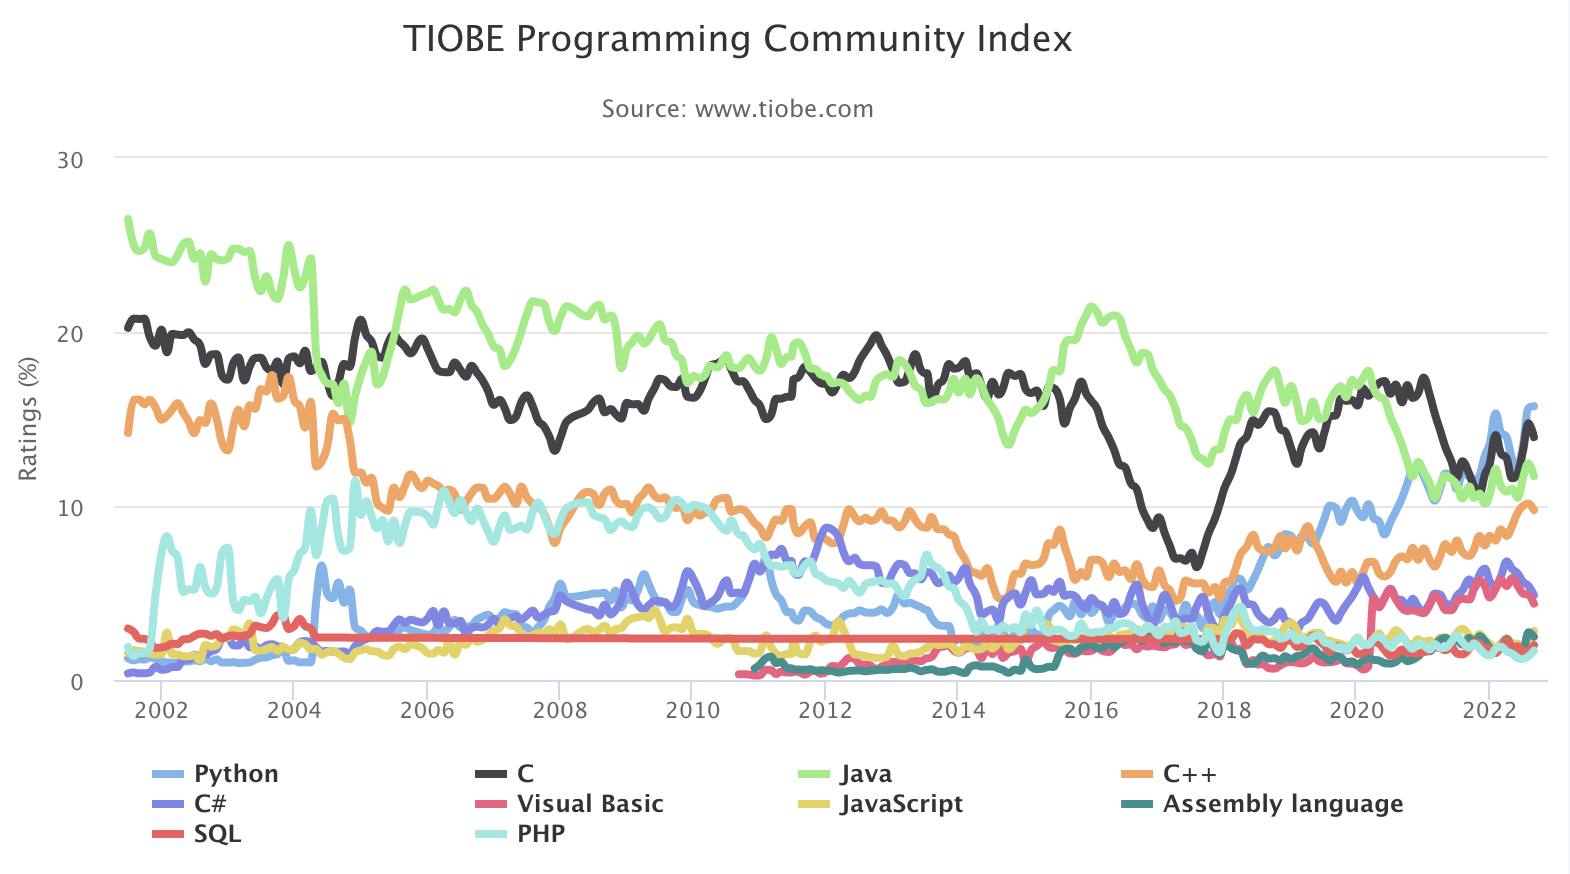 TIOBE Programming Community Index
Source: www.tiobe.com
Ratings (%)
30
20
10
0
2002 2004 2006 2008 2010 2012 2014 2016 2018 2020 2022
Python C Java C++
C# Visual Basic JavaScript Assembly language
SQL PHP